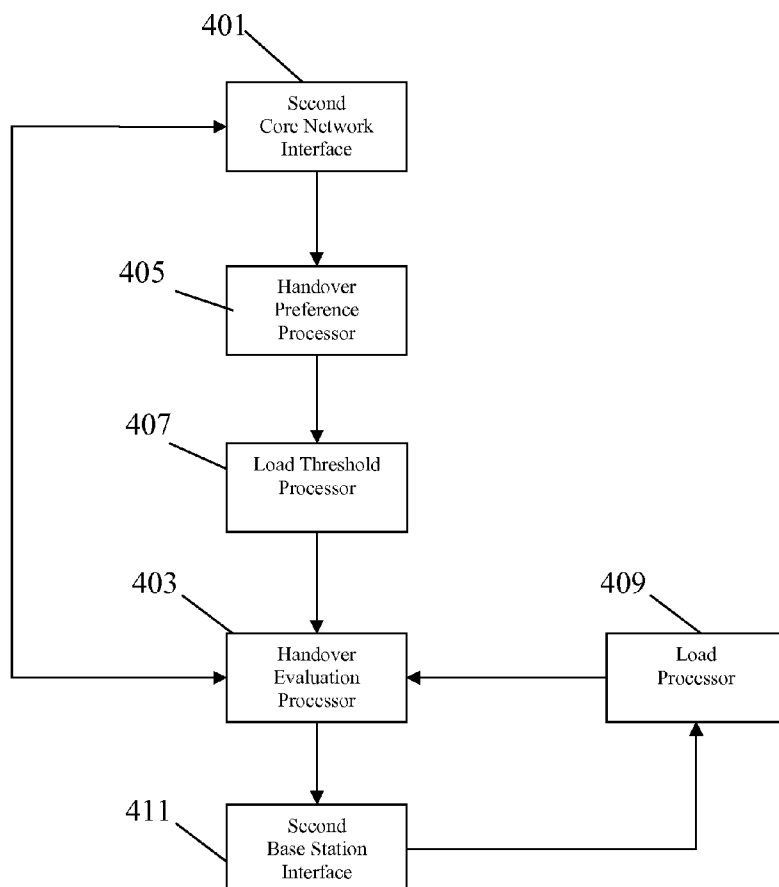 401
Second
Core Network
Interface
405
Handover
Preference
Processor
407
Load Threshold
Processor
403
Handover
Evaluation
Processor
409
Load
Processor
411
Second
Base Station
Interface